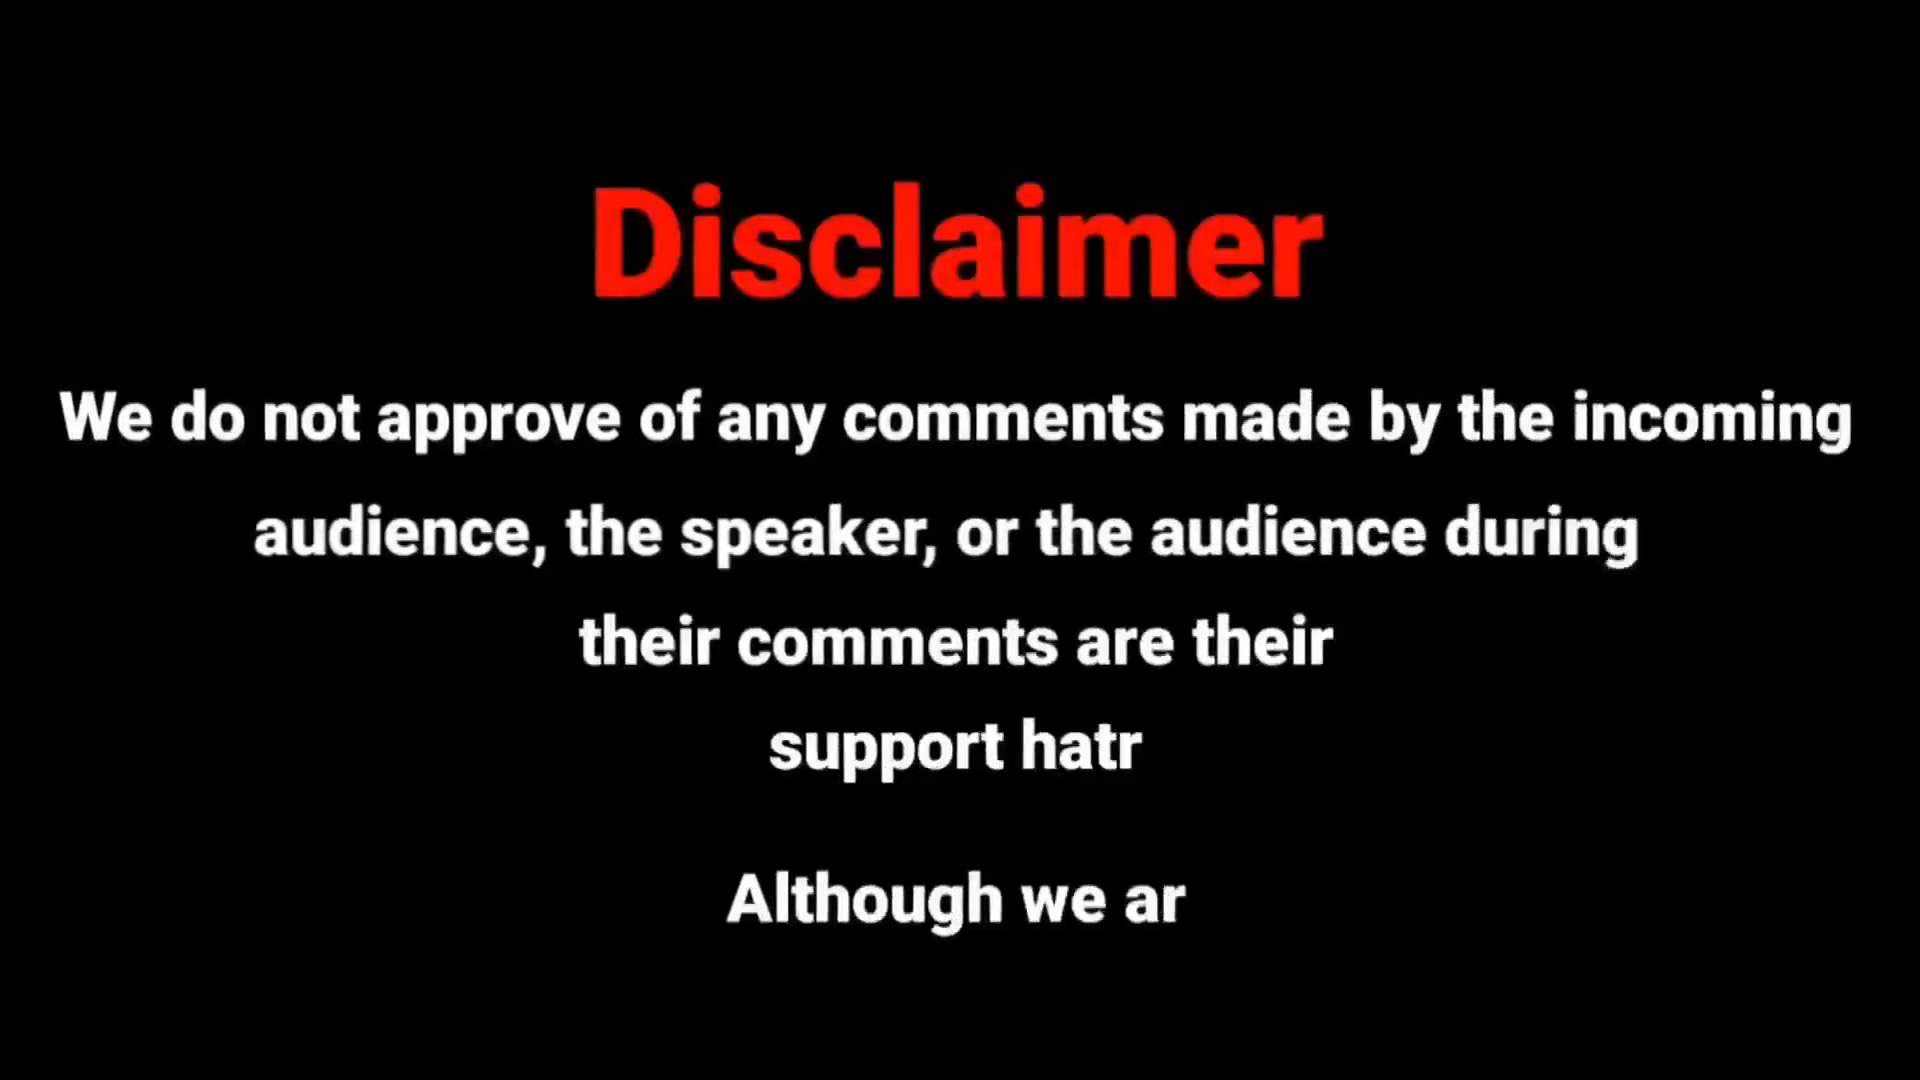 Disclaimer
We do not approve of any comments made by the incoming
audience, the speaker, or the audience during
their comments are their
support hatr
Although we ar